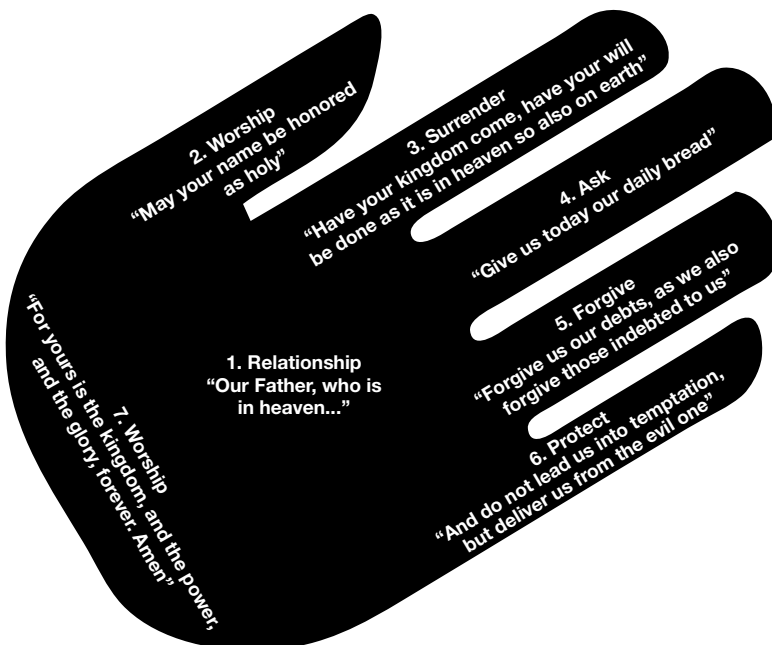 1. Relationship
“Our Father, who is
in heaven...”
2. Worship
“May your name be honored
as holy”
3. Surrender
“Have your kingdom come, have your will
be done as it is in heaven so also on earth”
4. Ask
“Give us today our daily bread”
5. Forgive
“Forgive us our debts, as we also
forgive those indebted to us”
6. Protect
“And do not lead us into temptation,
but deliver us from the evil one”
7. Worship
“For yours is the kingdom, and the power,
and the glory, forever. Amen”